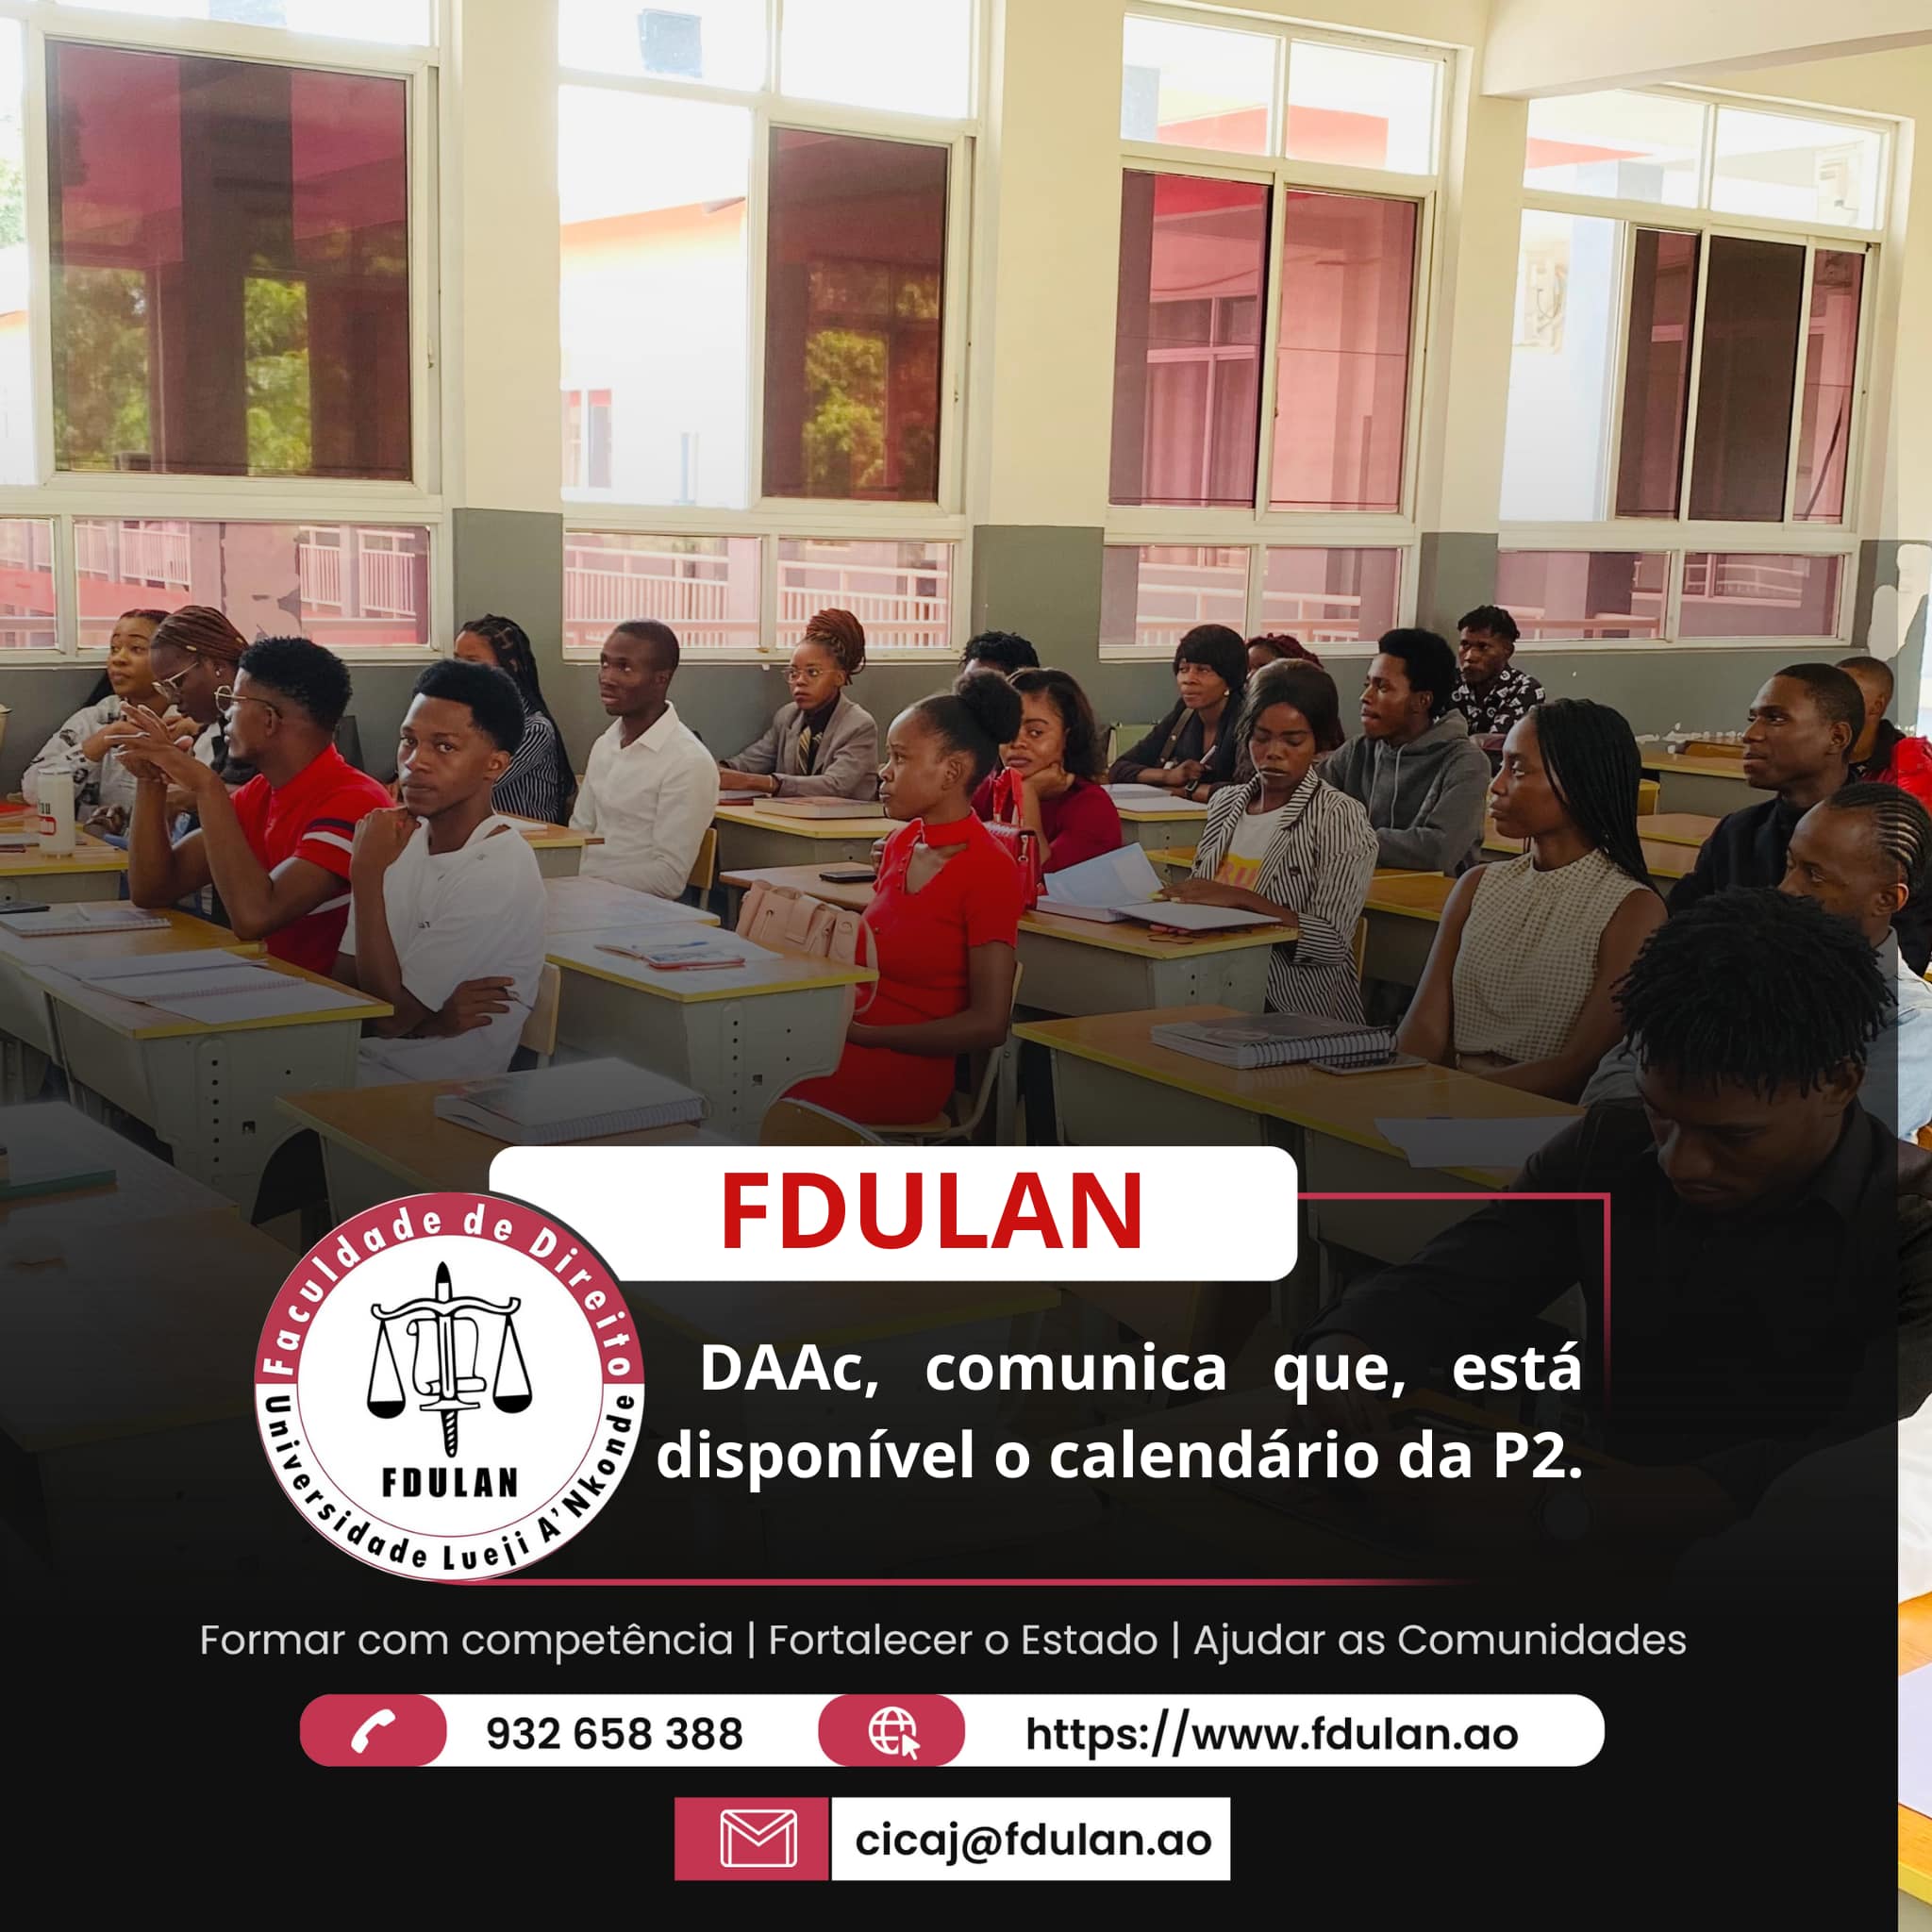 FDULAN
Faculdade de Direito
FDULAN
Universidade Lueji A'Nkonde
DAAc, comunica que, está
disponível o calendário da P2.
Formar com competência | Fortalecer o Estado | Ajudar as Comunidades
932 658 388
https://www.fdulan.ao
cicaj@fdulan.ao